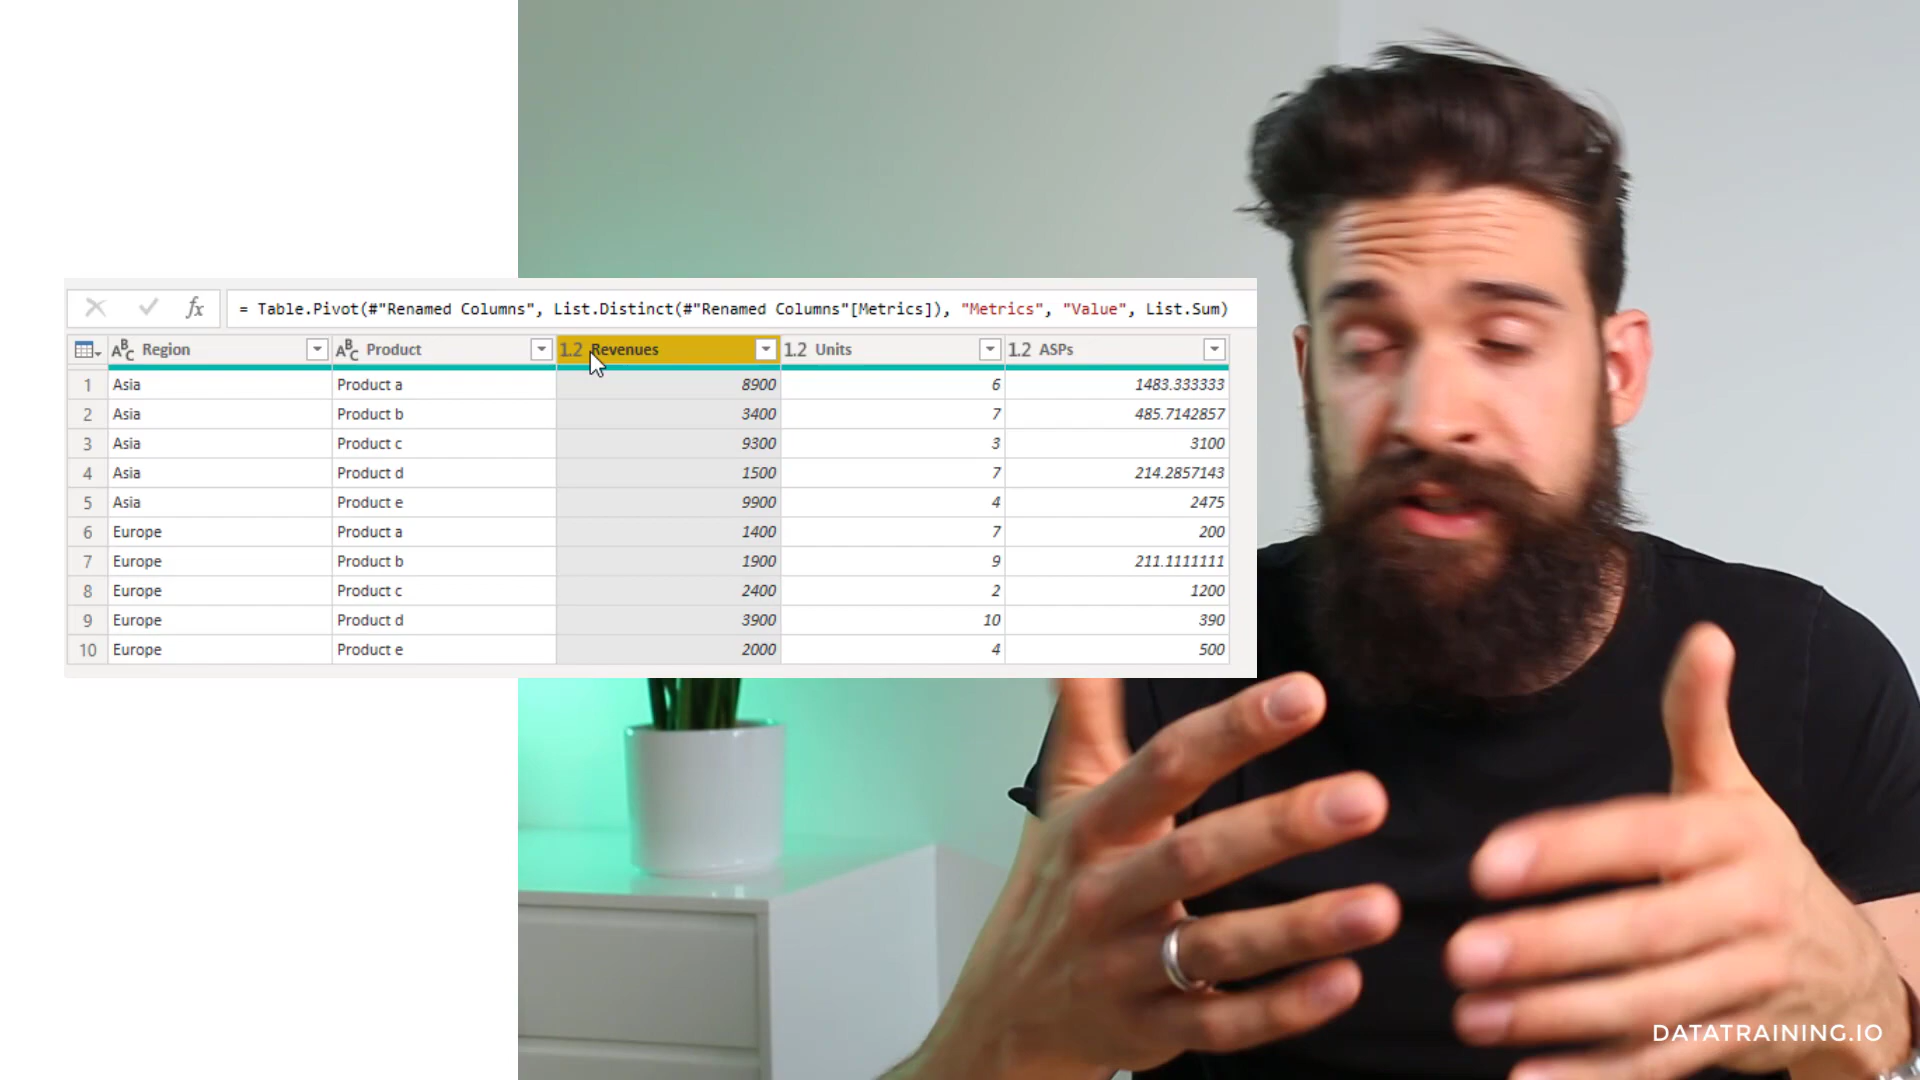 fx = Table.Pivot(#"Renamed Columns", List.Distinct(#"Renamed Columns"[Metrics]), "Metrics", "Value", List.Sum)
ABC Region ABC Product 1.2 Revenues 1.2 Units 1.2 ASPs
1 Asia Product a 8900 6 1483.333333
2 Asia Product b 3400 7 485.7142857
3 Asia Product c 9300 3 3100
4 Asia Product d 1500 7 214.2857143
5 Asia Product e 9900 4 2475
6 Europe Product a 1400 7 200
7 Europe Product b 1900 9 211.1111111
8 Europe Product c 2400 2 1200
9 Europe Product d 3900 10 390
10 Europe Product e 2000 4 500
DATATRAINING.IO